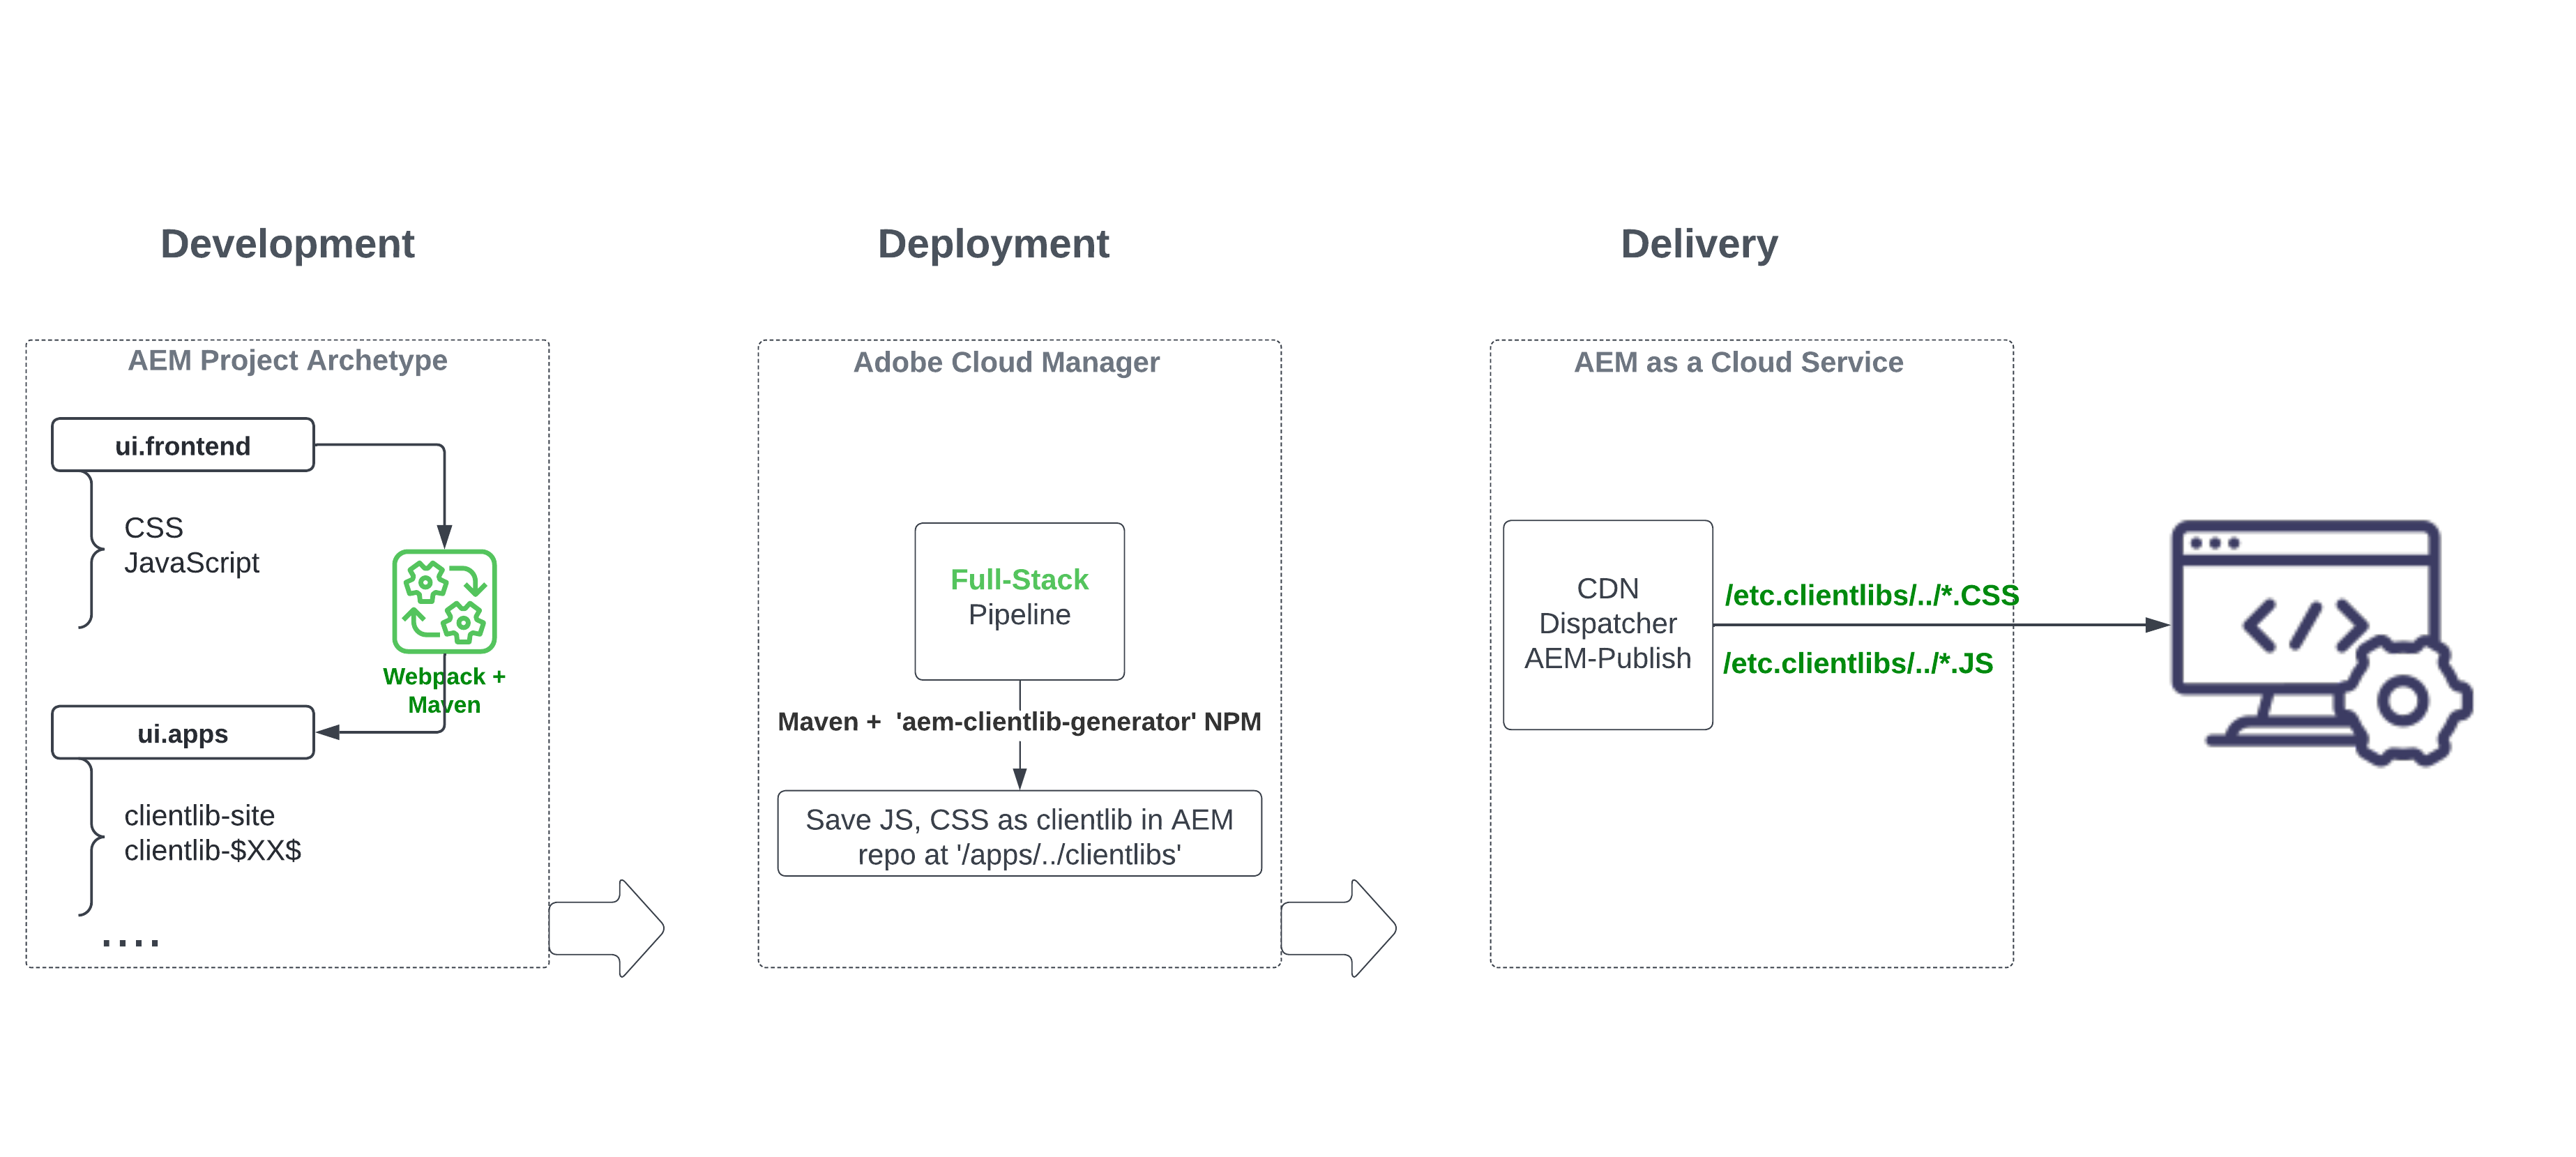 Development
AEM Project Archetype
ui.frontend
CSS
JavaScript
Webpack +
Maven
ui.apps
clientlib-site
clientlib-$XX$
....
Deployment
Adobe Cloud Manager
Full-Stack
Pipeline
Maven +  'aem-clientlib-generator' NPM
Save JS, CSS as clientlib in AEM
repo at '/apps/../clientlibs'
Delivery
AEM as a Cloud Service
CDN
Dispatcher
AEM-Publish
/etc.clientlibs/../*.CSS
/etc.clientlibs/../*.JS